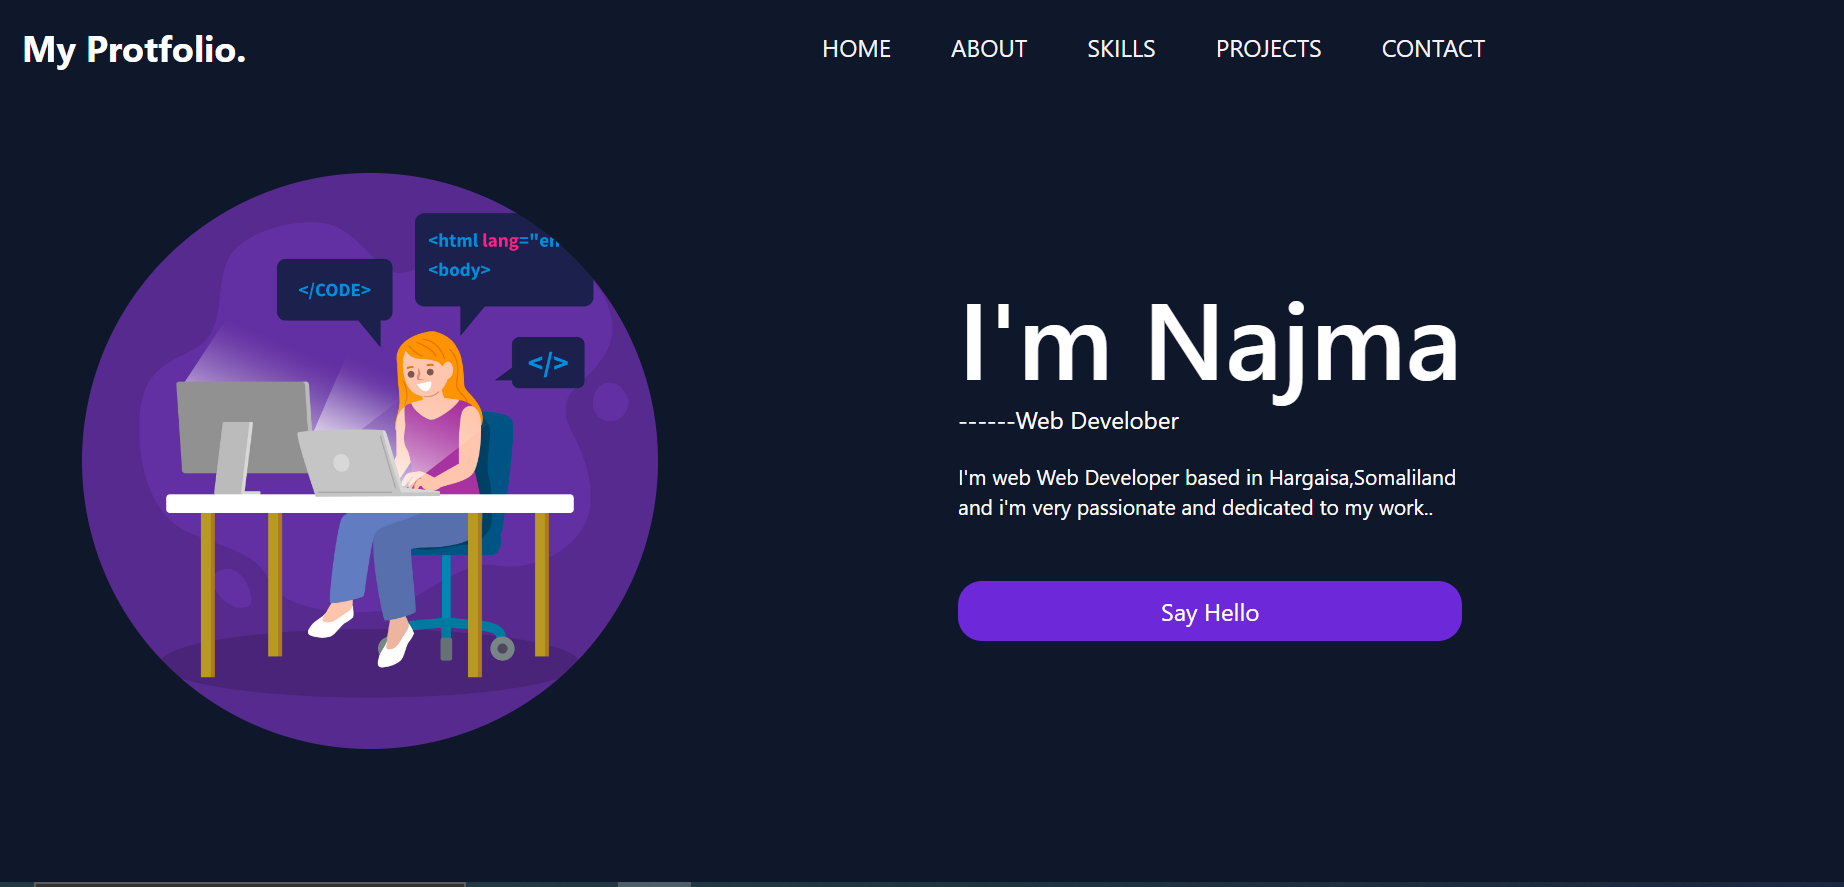 My Protfolio.
HOME ABOUT SKILLS PROJECTS CONTACT
<html lang="en
<body>
</CODE>
</>
I'm Najma
------Web Develober
I'm web Web Developer based in Hargaisa,Somaliland
and i'm very passionate and dedicated to my work..
Say Hello